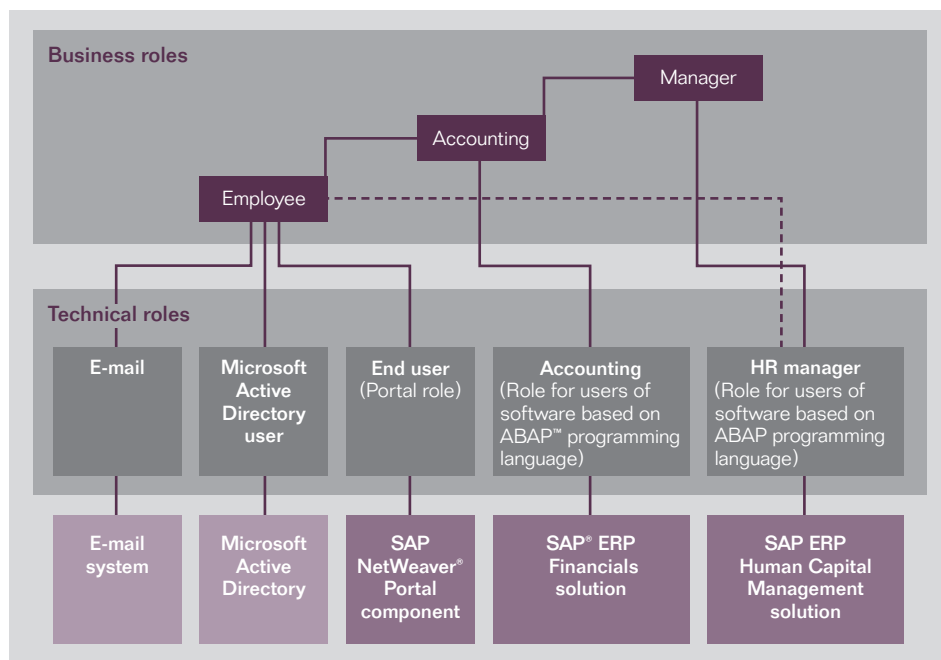 Business roles
Manager
Accounting
Employee
Technical roles
E-mail
Microsoft
Active
Directory
user
End user
(Portal role)
Accounting
(Role for users of
software based on
ABAP™ programming
language)
HR manager
(Role for users of
software based on
ABAP programming
language)
E-mail
system
Microsoft
Active
Directory
SAP
NetWeaver®
Portal
component
SAP® ERP
Financials
solution
SAP ERP
Human Capital
Management
solution